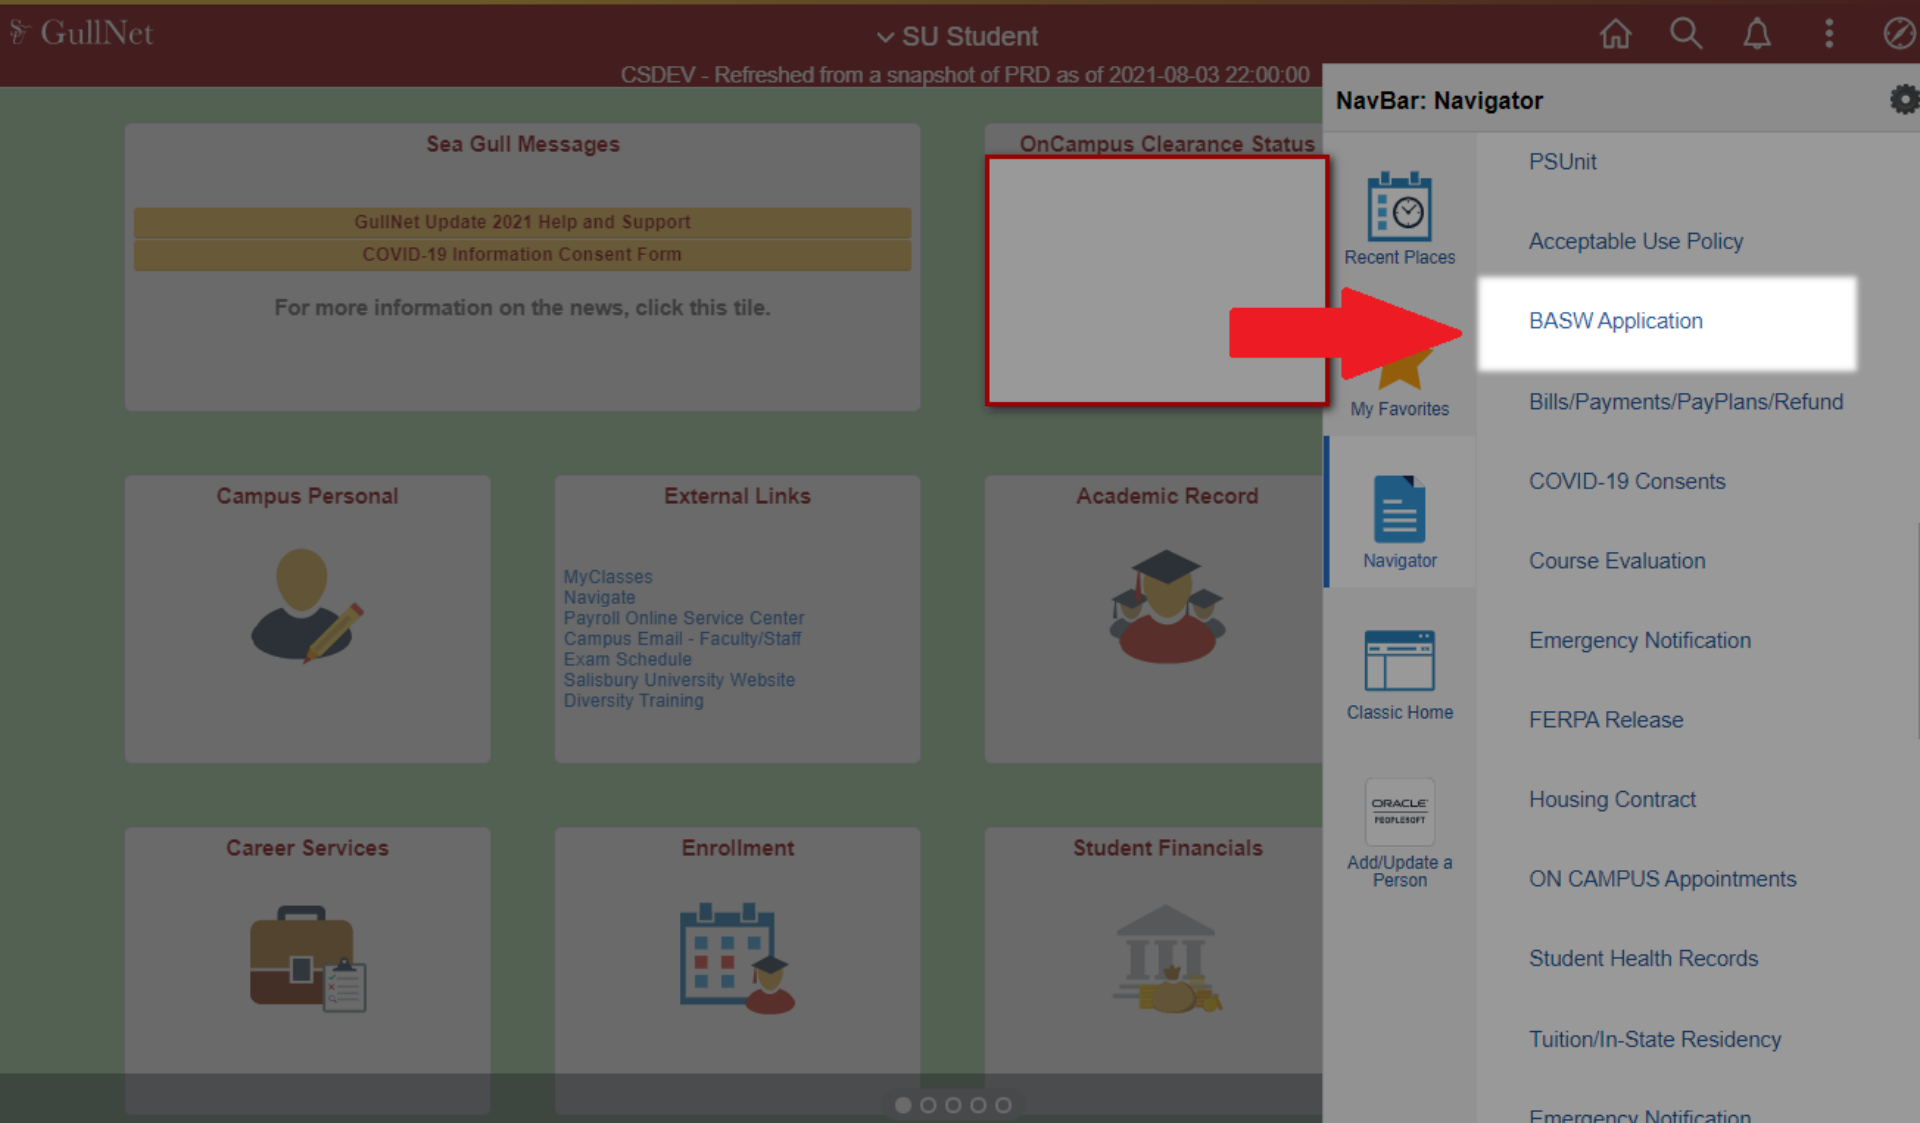 GullNet
SU Student
CSDEV - Refreshed from a snapshot of PRD as of 2021-08-03 22:00:00
NavBar: Navigator
Sea Gull Messages
GullNet Update 2021 Help and Support
COVID-19 Information Consent Form
For more information on the news, click this tile.
OnCampus Clearance Status
Campus Personal
External Links
MyClasses
Navigate
Payroll Online Service Center
Campus Email - Faculty/Staff
Exam Schedule
Salisbury University Website
Diversity Training
Academic Record
Career Services
Enrollment
Student Financials
Recent Places
My Favorites
Navigator
Classic Home
ORACLE
PEOPLESOFT
Add/Update a
Person
PSUnit
Acceptable Use Policy
BASW Application
Bills/Payments/PayPlans/Refund
COVID-19 Consents
Course Evaluation
Emergency Notification
FERPA Release
Housing Contract
ON CAMPUS Appointments
Student Health Records
Tuition/In-State Residency
Emergency Notification